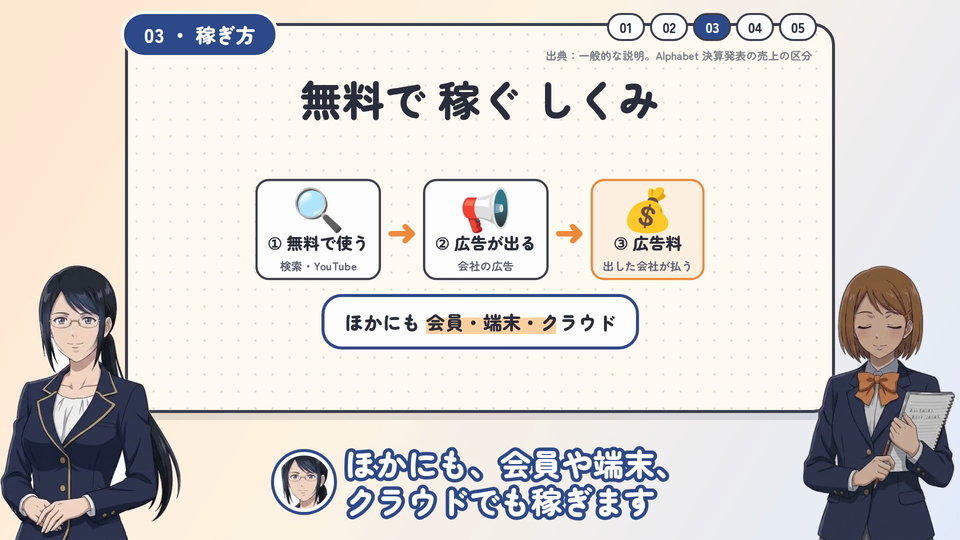 03 ・ 稼ぎ方
01 02 03 04 05
出典：一般的な説明。Alphabet 決算発表の売上の区分
無料で 稼ぐ しくみ
① 無料で使う
検索・YouTube
② 広告が出る
会社の広告
③ 広告料
出した会社が払う
ほかにも 会員・端末・クラウド
ほかにも、会員や端末、
クラウドでも稼ぎます